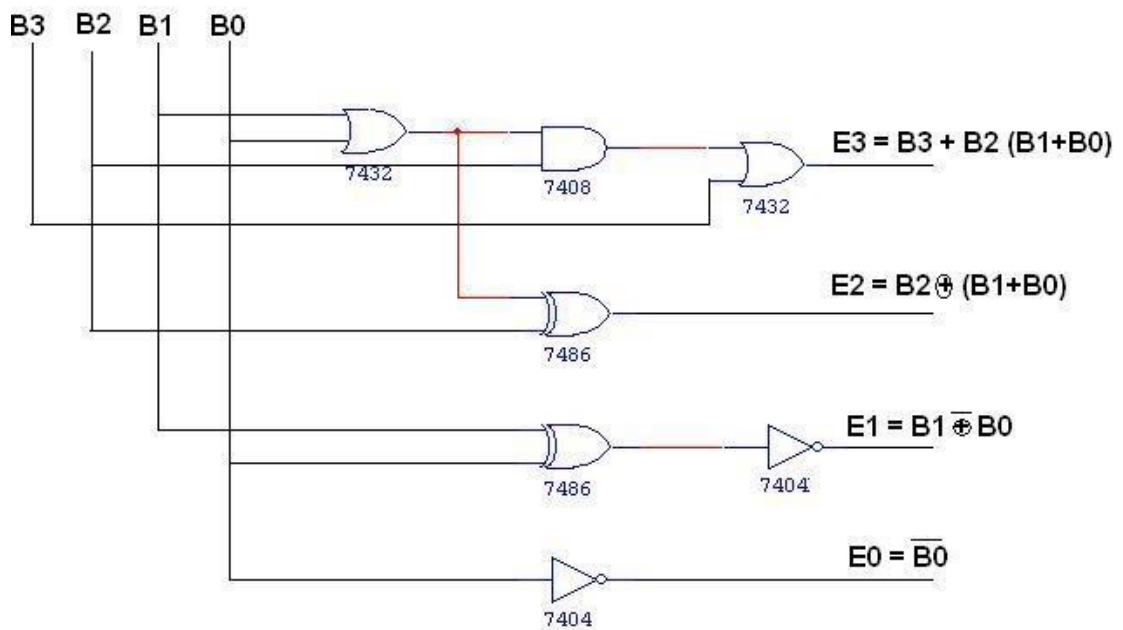 B3 B2 B1 B0
E3 = B3 + B2 (B1+B0)
7432
7408
7432
E2 = B2 ⊕ (B1+B0)
7486
E1 = B1 ⊕̅ B0
7486
7404
E0 = B̅0̅
7404